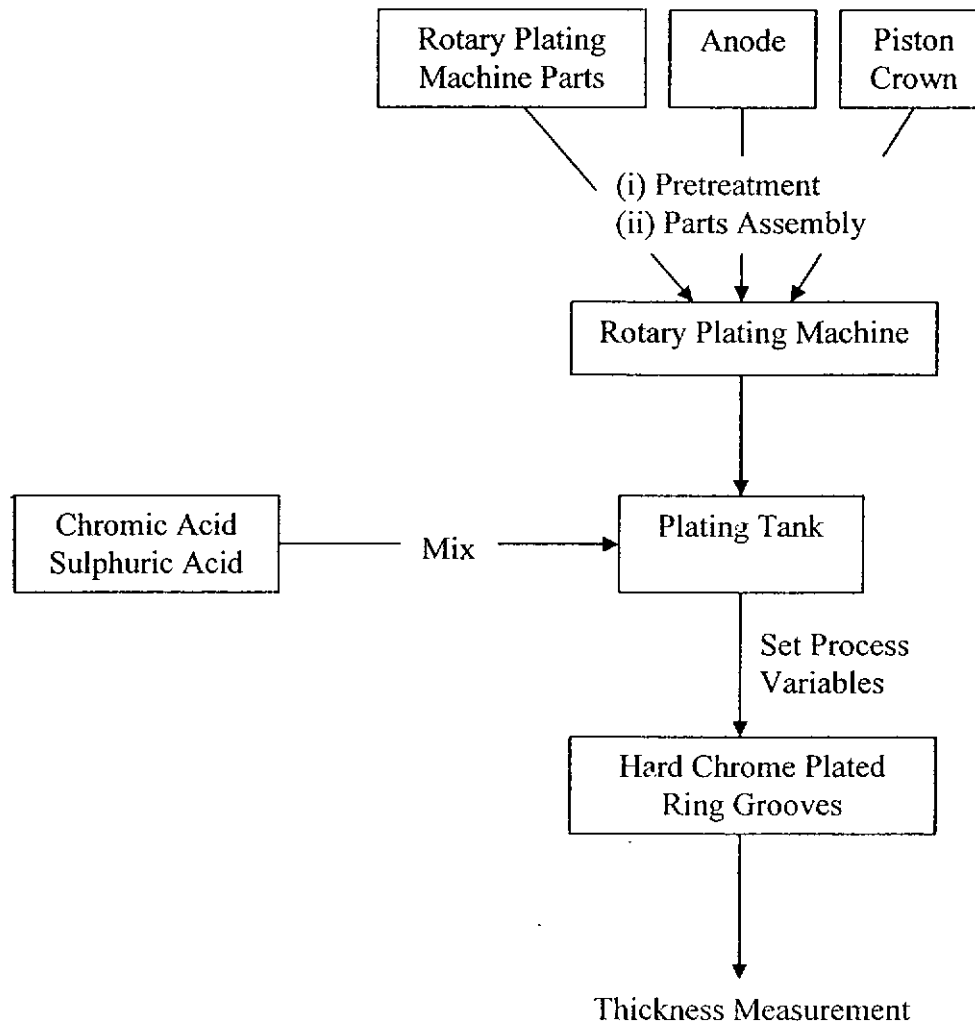 Rotary Plating
Machine Parts
Anode
Piston
Crown
(i) Pretreatment
(ii) Parts Assembly
Rotary Plating Machine
Chromic Acid
Sulphuric Acid
Mix
Plating Tank
Set Process
Variables
Hard Chrome Plated
Ring Grooves
Thickness Measurement